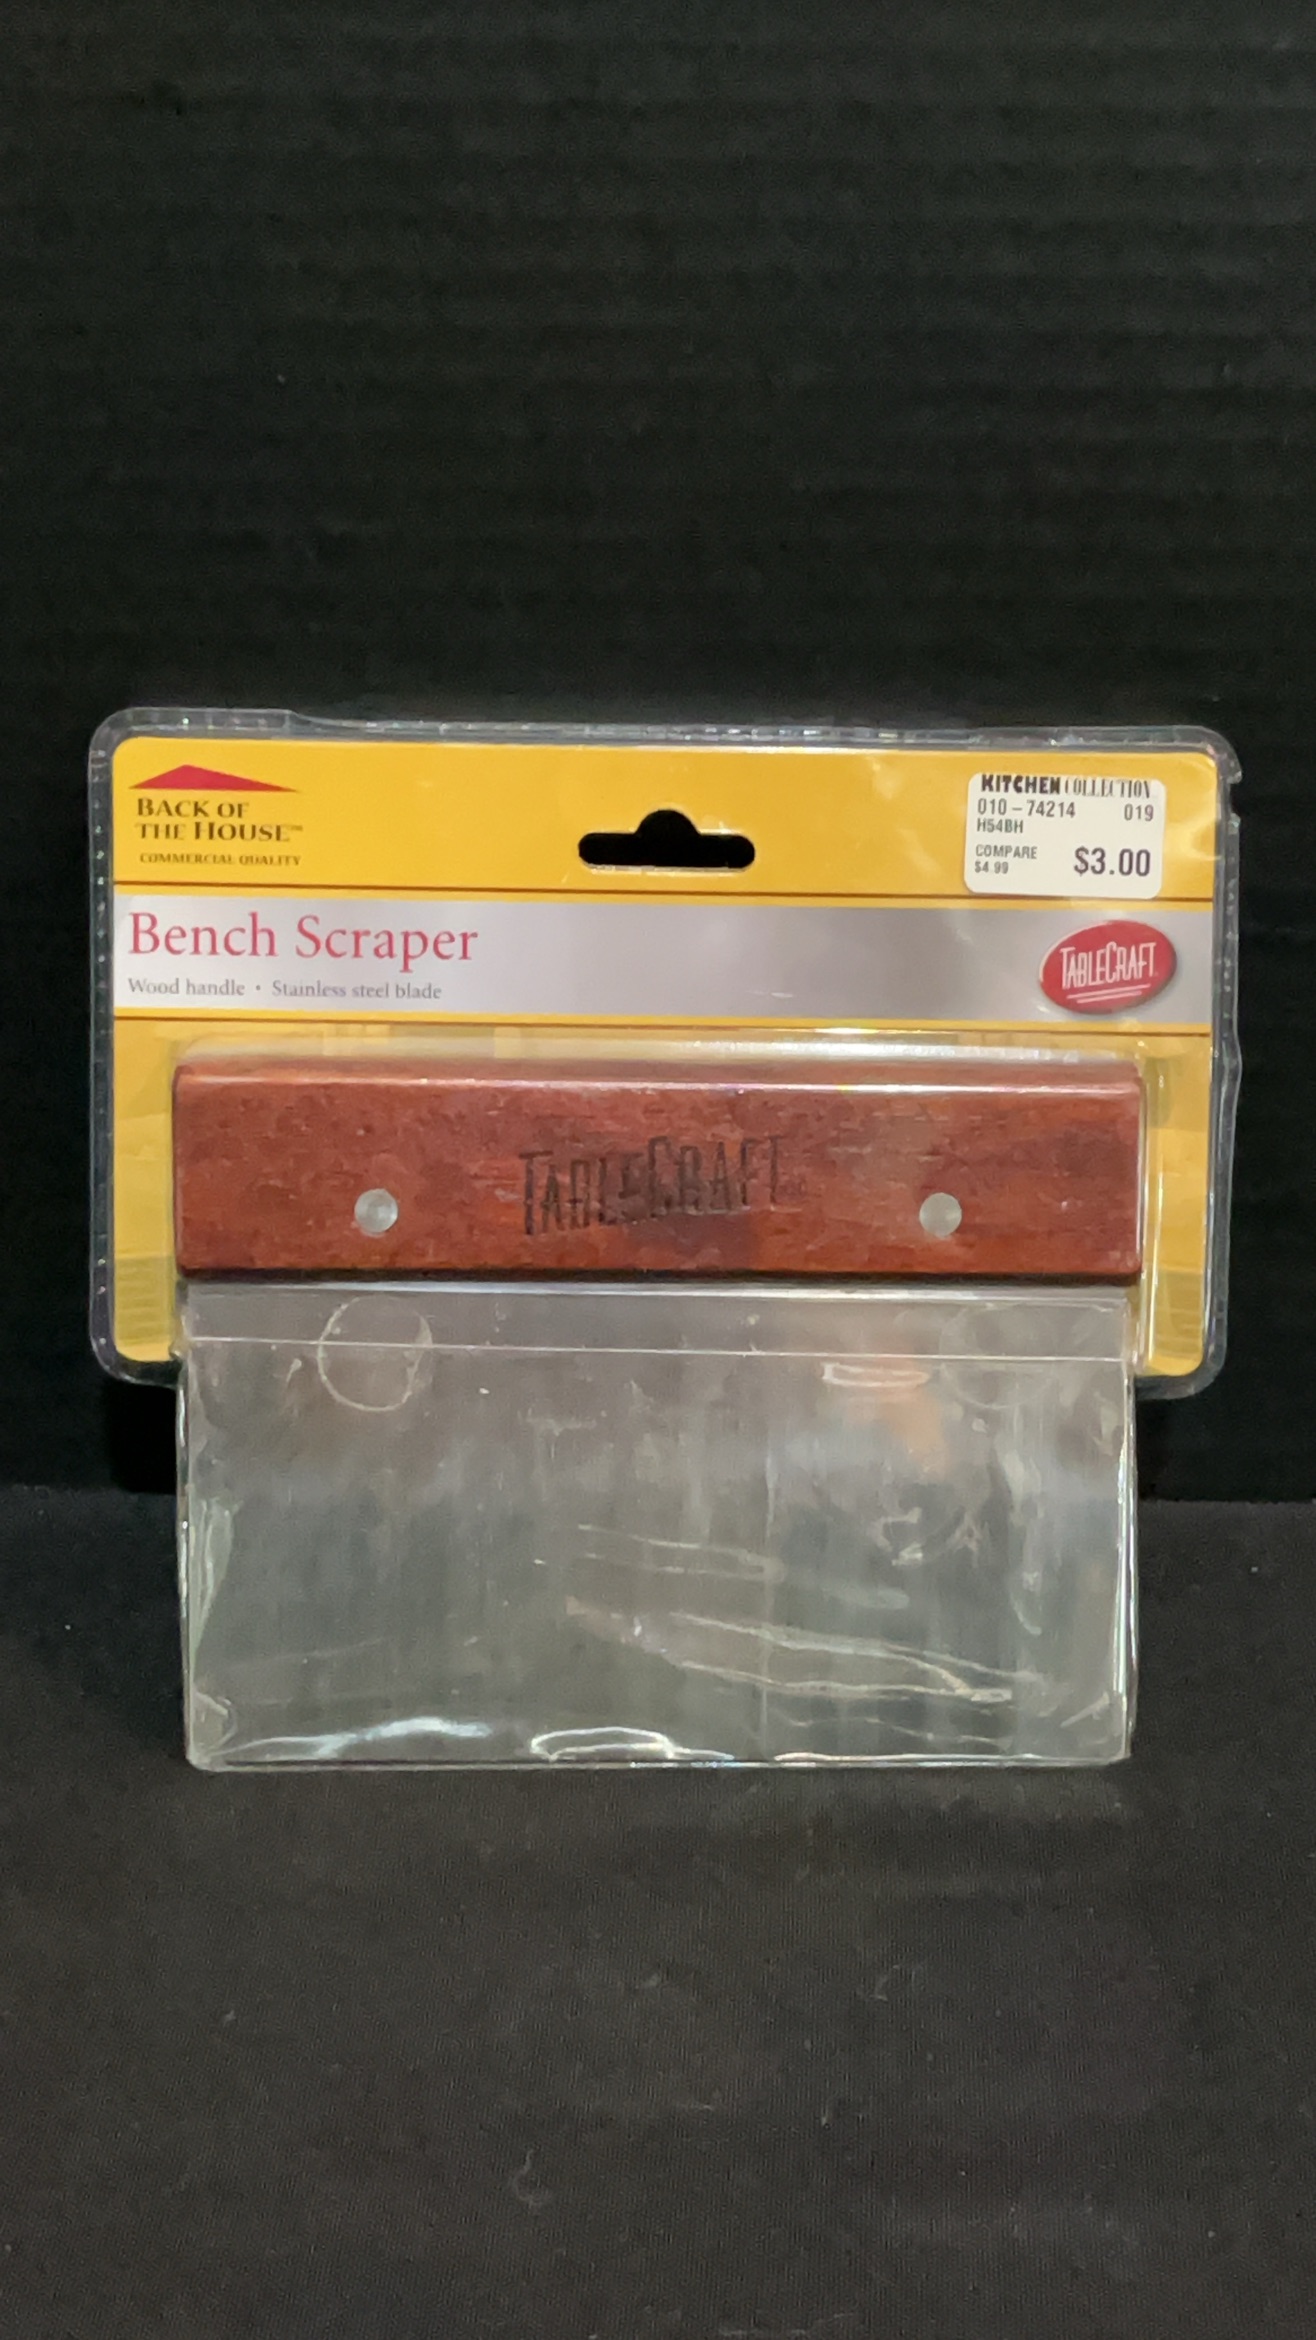 BACK OF
THE HOUSE™
COMMERCIAL QUALITY
KITCHEN COLLECTION
010-74214 019
H54BH
COMPARE
$4.99 $3.00
Bench Scraper
Wood handle • Stainless steel blade
TABLECRAFT
TABLECRAFT